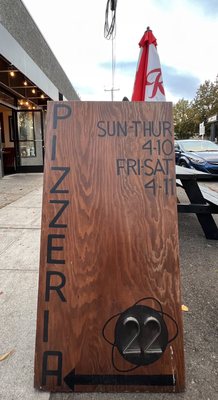 PIZZERIA
SUN-THUR
4-10
FRI-SAT
4-11
22
R